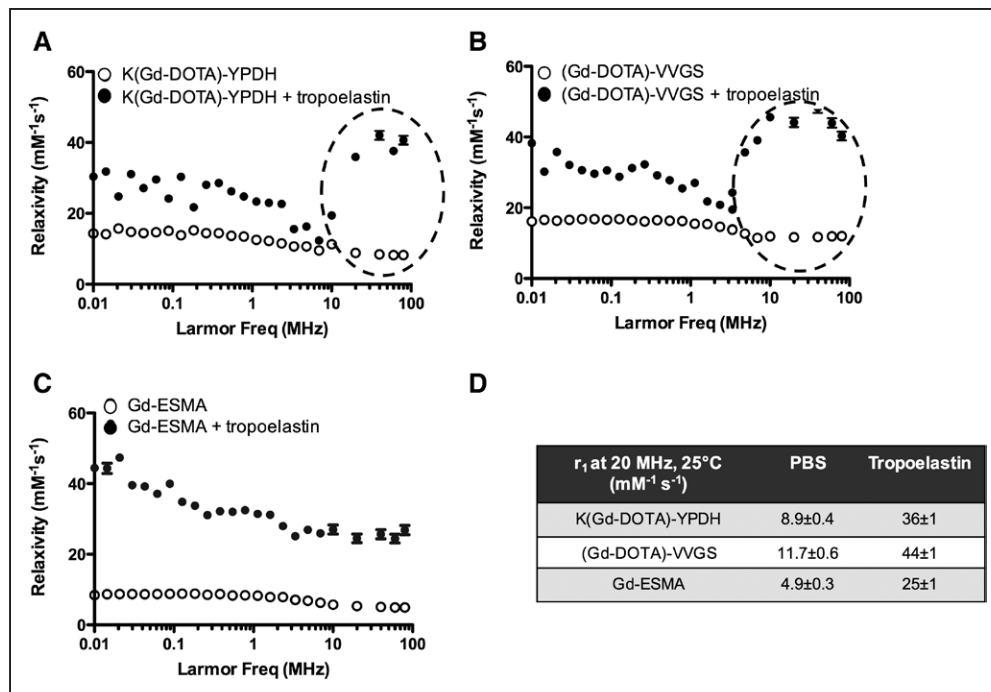 A
K(Gd-DOTA)-YPDH
K(Gd-DOTA)-YPDH + tropoelastin
60
40
20
0
Relaxivity (mM-1s-1)
0.01 0.1 1 10 100
Larmor Freq (MHz)
B
(Gd-DOTA)-VVGS
(Gd-DOTA)-VVGS + tropoelastin
60
40
20
0
Relaxivity (mM-1s-1)
0.01 0.1 1 10 100
Larmor Freq (MHz)
C
Gd-ESMA
Gd-ESMA + tropoelastin
60
40
20
0
Relaxivity (mM-1s-1)
0.01 0.1 1 10 100
Larmor Freq (MHz)
D
r1 at 20 MHz, 25°C PBS Tropoelastin
(mM-1 s-1)
K(Gd-DOTA)-YPDH 8.9±0.4 36±1
(Gd-DOTA)-VVGS 11.7±0.6 44±1
Gd-ESMA 4.9±0.3 25±1